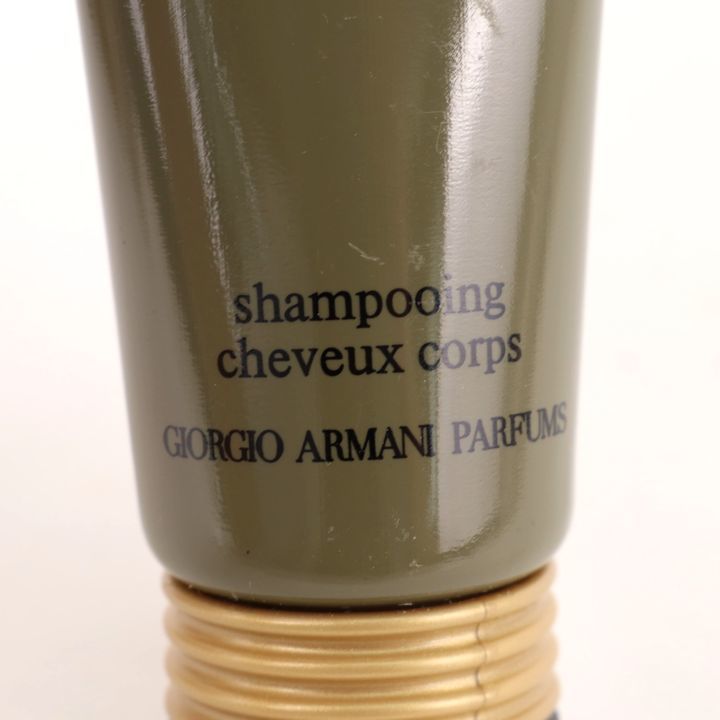 shampooing
cheveux corps
GIORGIO ARMANI PARFUMS